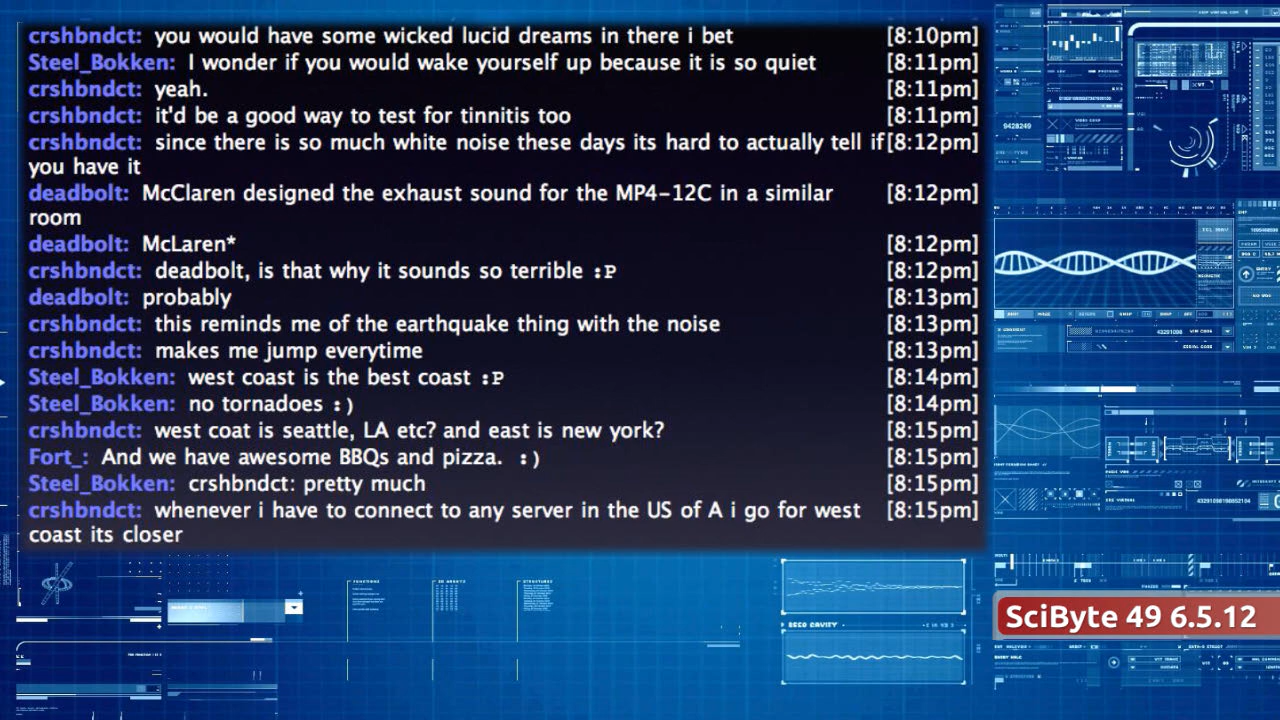 crshbndct: you would have some wicked lucid dreams in there i bet [8:10pm]
Steel_Bokken: I wonder if you would wake yourself up because it is so quiet [8:11pm]
crshbndct: yeah. [8:11pm]
crshbndct: it'd be a good way to test for tinnitis too [8:11pm]
crshbndct: since there is so much white noise these days its hard to actually tell if [8:12pm]
you have it
deadbolt: McClaren designed the exhaust sound for the MP4-12C in a similar [8:12pm]
room
deadbolt: McLaren* [8:12pm]
crshbndct: deadbolt, is that why it sounds so terrible :P [8:12pm]
deadbolt: probably [8:13pm]
crshbndct: this reminds me of the earthquake thing with the noise [8:13pm]
crshbndct: makes me jump everytime [8:13pm]
Steel_Bokken: west coast is the best coast :P [8:14pm]
Steel_Bokken: no tornadoes :) [8:14pm]
crshbndct: west coat is seattle, LA etc? and east is new york? [8:15pm]
Fort_: And we have awesome BBQs and pizza. :) [8:15pm]
Steel_Bokken: crshbndct: pretty much [8:15pm]
crshbndct: whenever i have to connect to any server in the US of A i go for west [8:15pm]
coast its closer
9428249
SciByte 49 6.5.12